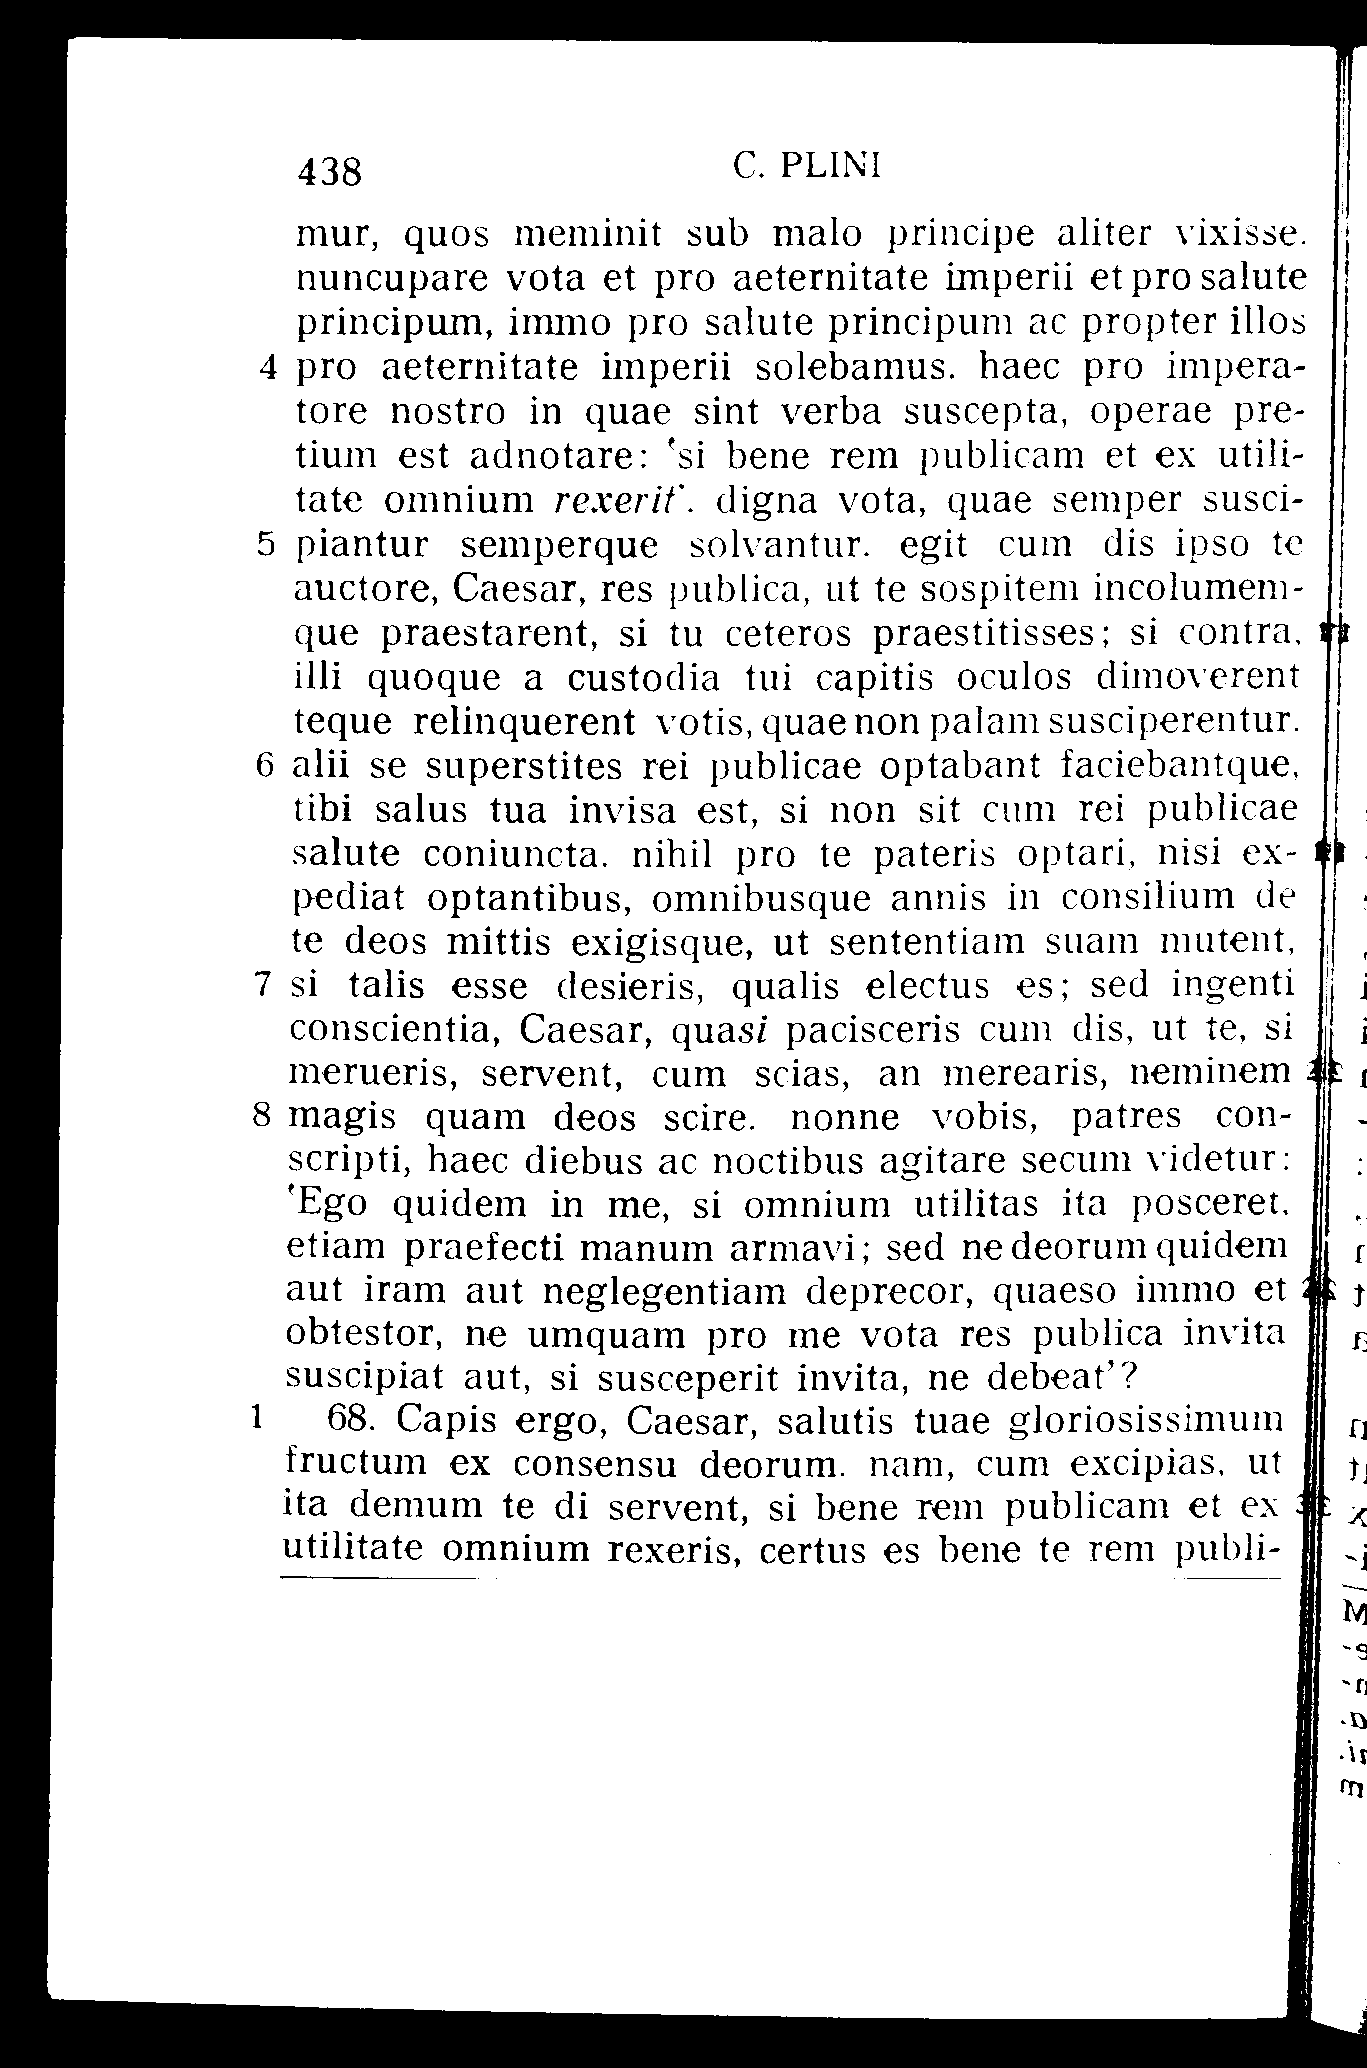 438 C. PLINI
mur, quos meminit sub malo principe aliter vixisse.
nuncupare vota et pro aeternitate imperii et pro salute
principum, immo pro salute principum ac propter illos
4 pro aeternitate imperii solebamus. haec pro impera-
tore nostro in quae sint verba suscepta, operae pre-
tium est adnotare: 'si bene rem publicam et ex utili-
tate omnium rexerit'. digna vota, quae semper susci-
5 piantur semperque solvantur. egit cum dis ipso te
auctore, Caesar, res publica, ut te sospitem incolumem-
que praestarent, si tu ceteros praestitisses; si contra,
illi quoque a custodia tui capitis oculos dimoverent
teque relinquerent votis, quae non palam susciperentur.
6 alii se superstites rei publicae optabant faciebantque,
tibi salus tua invisa est, si non sit cum rei publicae
salute coniuncta. nihil pro te pateris optari, nisi ex-
pediat optantibus, omnibusque annis in consilium de
te deos mittis exigisque, ut sententiam suam mutent,
7 si talis esse desieris, qualis electus es; sed ingenti
conscientia, Caesar, quasi pacisceris cum dis, ut te, si
merueris, servent, cum scias, an merearis, neminem
8 magis quam deos scire. nonne vobis, patres con-
scripti, haec diebus ac noctibus agitare secum videtur:
'Ego quidem in me, si omnium utilitas ita posceret,
etiam praefecti manum armavi; sed ne deorum quidem
aut iram aut neglegentiam deprecor, quaeso immo et
obtestor, ne umquam pro me vota res publica invita
suscipiat aut, si susceperit invita, ne debeat'?
1 68. Capis ergo, Caesar, salutis tuae gloriosissimum
fructum ex consensu deorum. nam, cum excipias, ut
ita demum te di servent, si bene rem publicam et ex
utilitate omnium rexeris, certus es bene te rem publi-